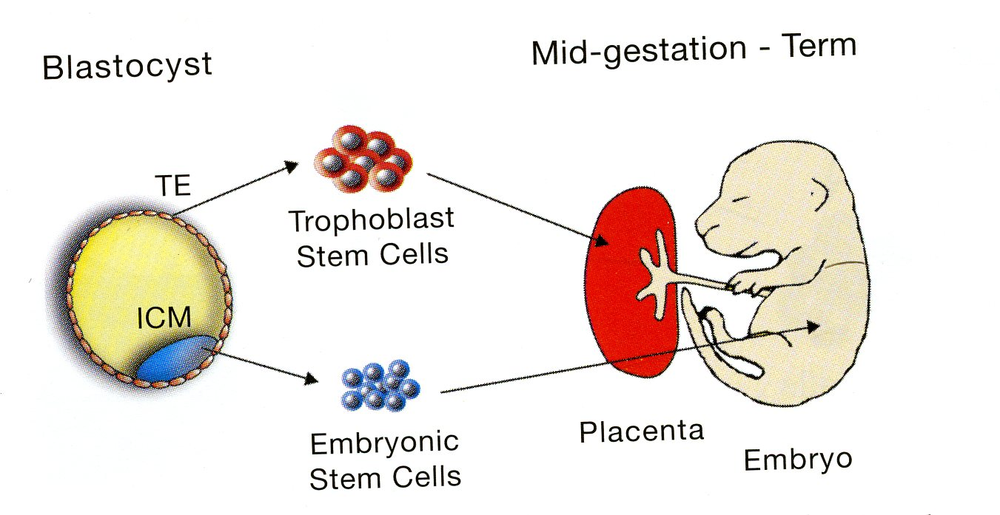 Blastocyst
Mid-gestation - Term
TE
Trophoblast
Stem Cells
ICM
Embryonic
Stem Cells
Placenta
Embryo